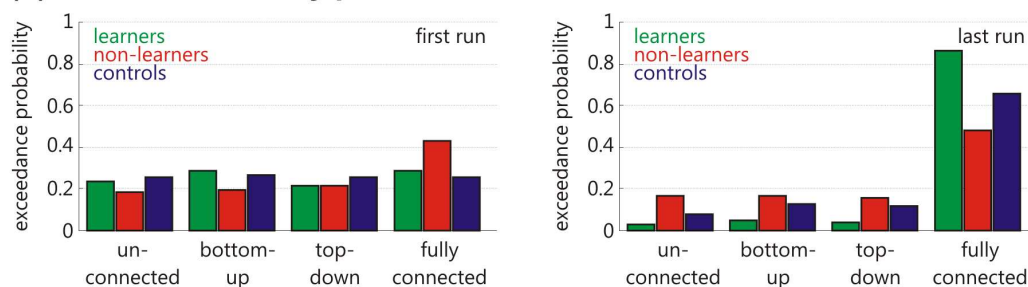 exceedance probability
1
0.8
0.6
0.4
0.2
0
learners
non-learners
controls
first run
un-
connected
bottom-
up
top-
down
fully
connected
exceedance probability
1
0.8
0.6
0.4
0.2
0
learners
non-learners
controls
last run
un-
connected
bottom-
up
top-
down
fully
connected